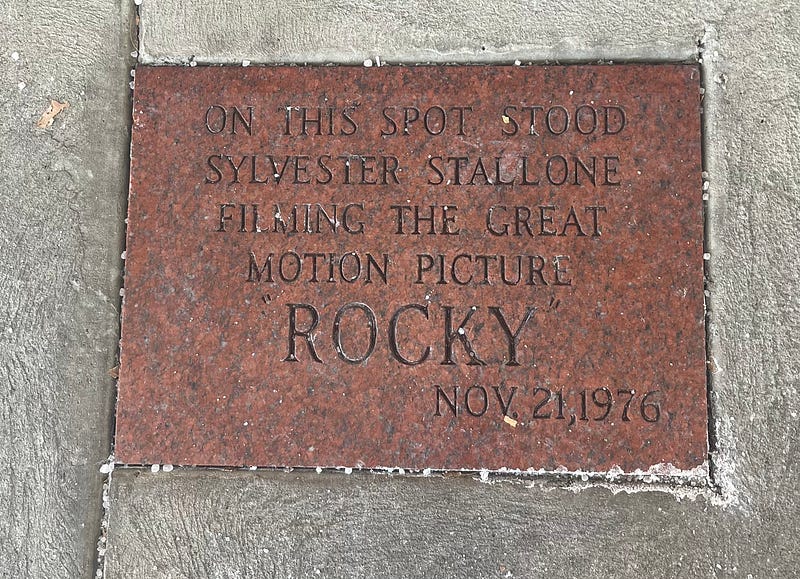 ON THIS SPOT STOOD
SYLVESTER STALLONE
FILMING THE GREAT
MOTION PICTURE
"ROCKY"
NOV. 21, 1976